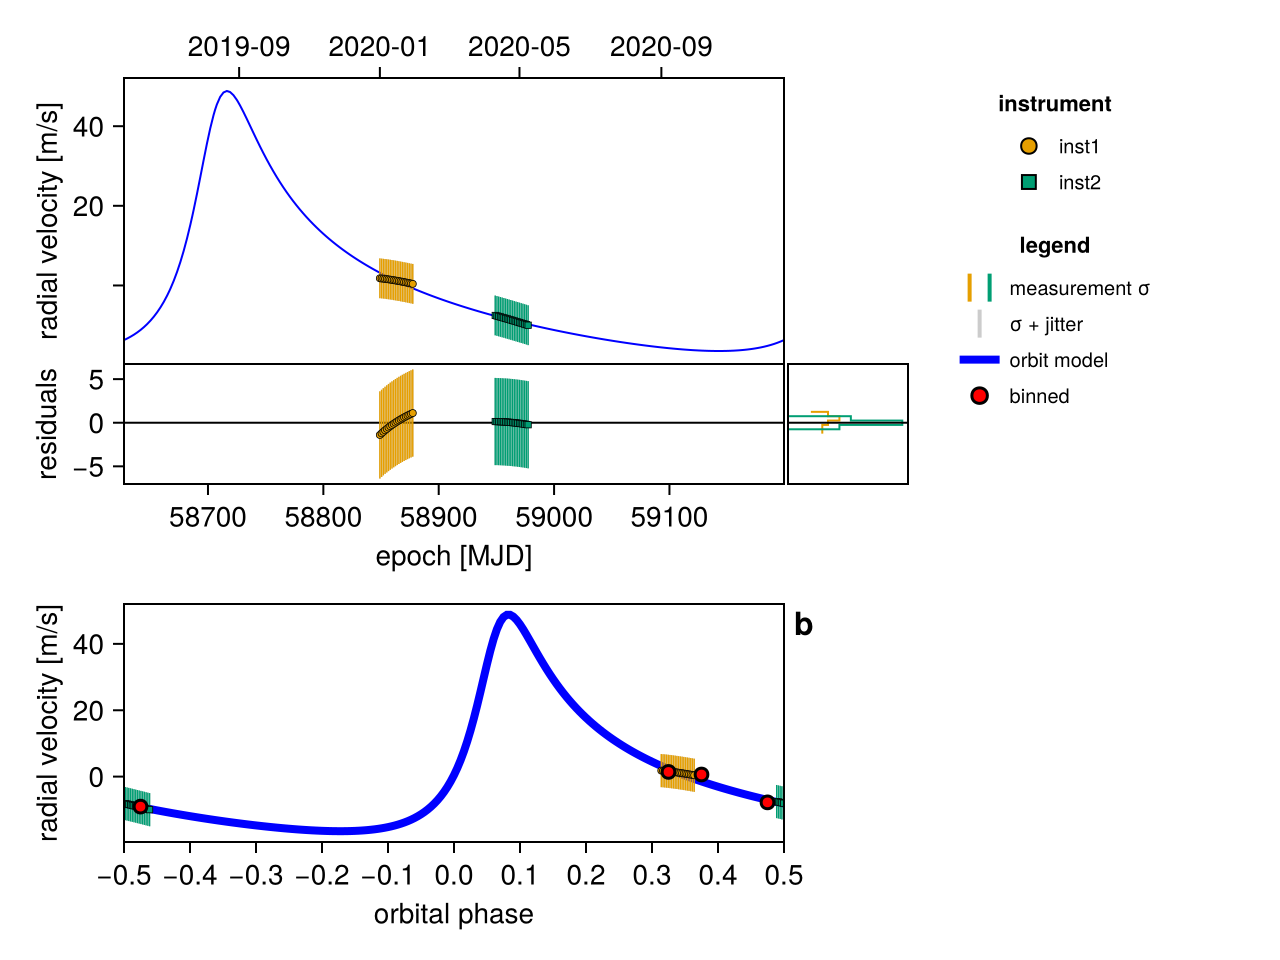 2019-09 2020-01 2020-05 2020-09
radial velocity [m/s]
40
20
residuals
5
0
−5
58700 58800 58900 59000 59100
epoch [MJD]
instrument
inst1
inst2
legend
measurement σ
σ + jitter
orbit model
binned
b
radial velocity [m/s]
40
20
0
−0.5 −0.4 −0.3 −0.2 −0.1 0.0 0.1 0.2 0.3 0.4 0.5
orbital phase